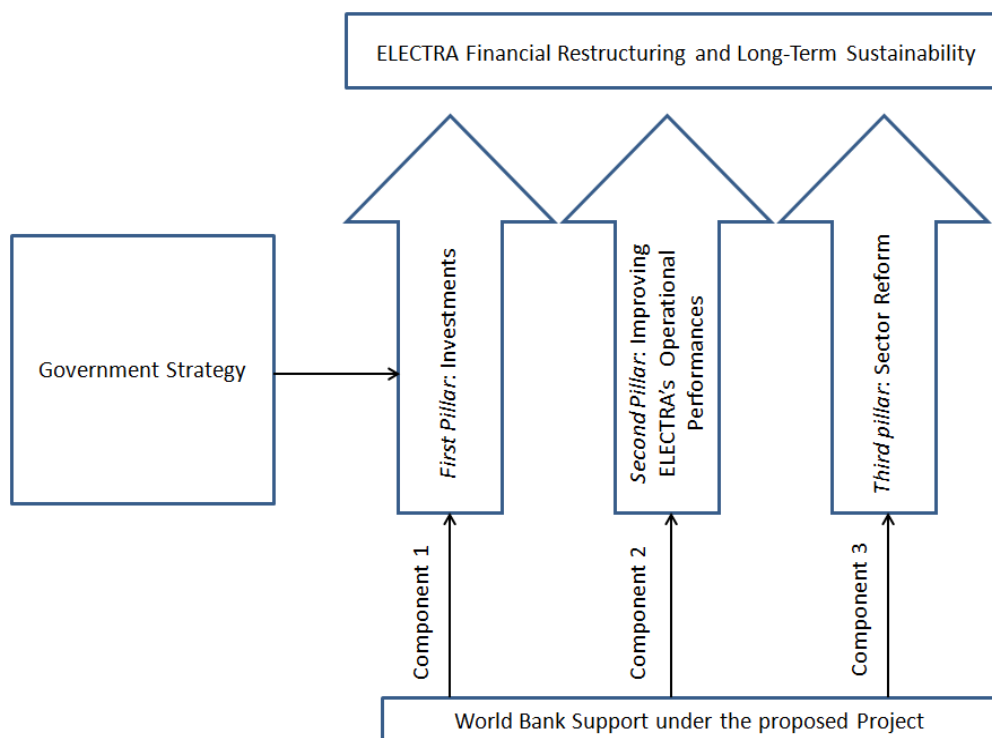 ELECTRA Financial Restructuring and Long-Term Sustainability
Government Strategy
First Pillar: Investments
Second Pillar: Improving
ELECTRA's Operational
Performances
Third pillar: Sector Reform
Component 1
Component 2
Component 3
World Bank Support under the proposed Project